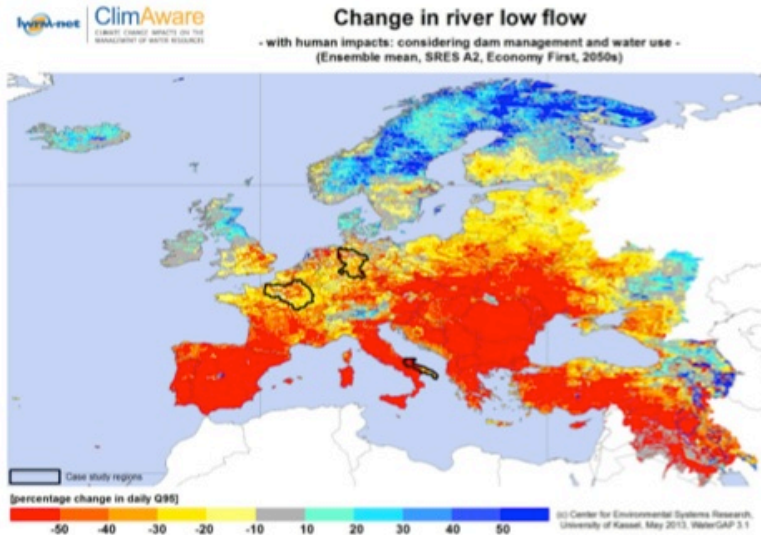 iwrm-net
ClimAware
CLIMATE CHANGE IMPACTS ON THE
MANAGEMENT OF WATER RESOURCES
Change in river low flow
- with human impacts: considering dam management and water use -
(Ensemble mean, SRES A2, Economy First, 2050s)
Case study regions
[percentage change in daily Q95]
-50 -40 -30 -20 -10 10 20 30 40 50
(c) Center for Environmental Systems Research,
University of Kassel, May 2013, WaterGAP 3.1